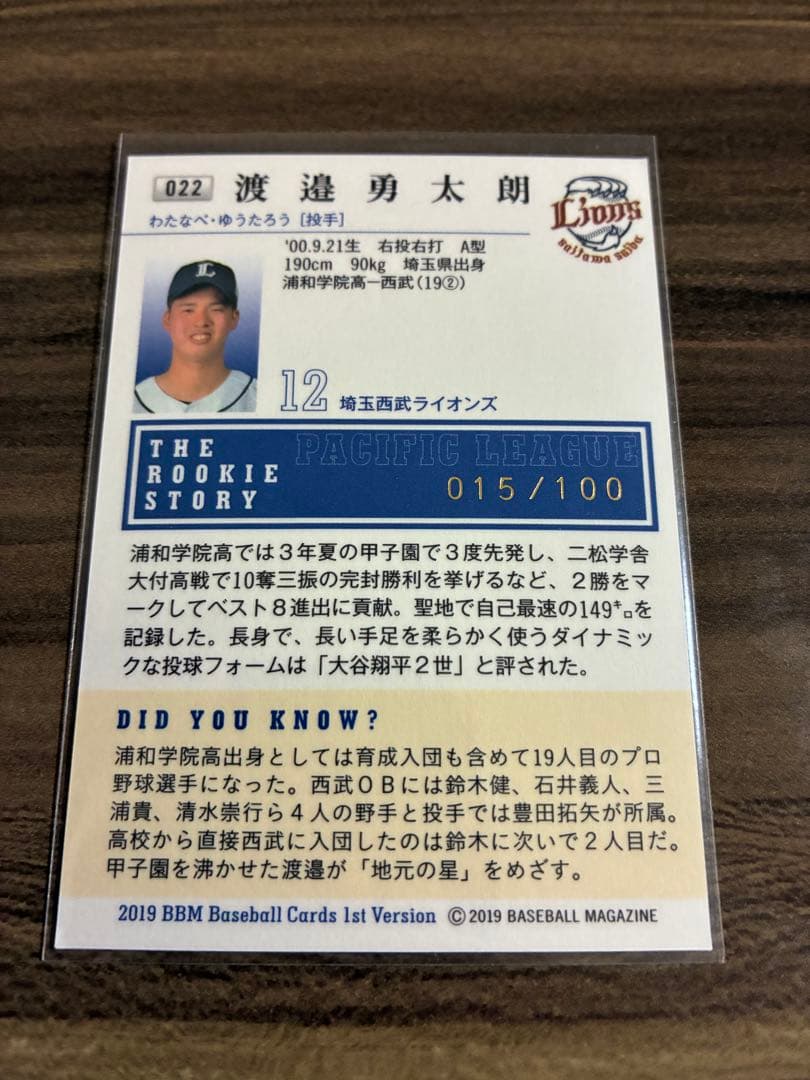 022 渡邉勇太朗
わたなべ・ゆうたろう [投手]
Lions
saitama seibu
'00.9.21生 右投右打 A型
190cm 90kg 埼玉県出身
浦和学院高ー西武(19②)
L
12 埼玉西武ライオンズ
THE
ROOKIE
STORY
PACIFIC LEAGUE
015/100
浦和学院高では3年夏の甲子園で3度先発し、二松学舎
大付高戦で10奪三振の完封勝利を挙げるなど、2勝をマ
ークしてベスト8進出に貢献。聖地で自己最速の149㌔を
記録した。長身で、長い手足を柔らかく使うダイナミッ
クな投球フォームは「大谷翔平2世」と評された。
DID YOU KNOW?
浦和学院高出身としては育成入団も含めて19人目のプロ
野球選手になった。西武OBには鈴木健、石井義人、三
浦貴、清水崇行ら4人の野手と投手では豊田拓矢が所属。
高校から直接西武に入団したのは鈴木に次いで2人目だ。
甲子園を沸かせた渡邉が「地元の星」をめざす。
2019 BBM Baseball Cards 1st Version ©2019 BASEBALL MAGAZINE